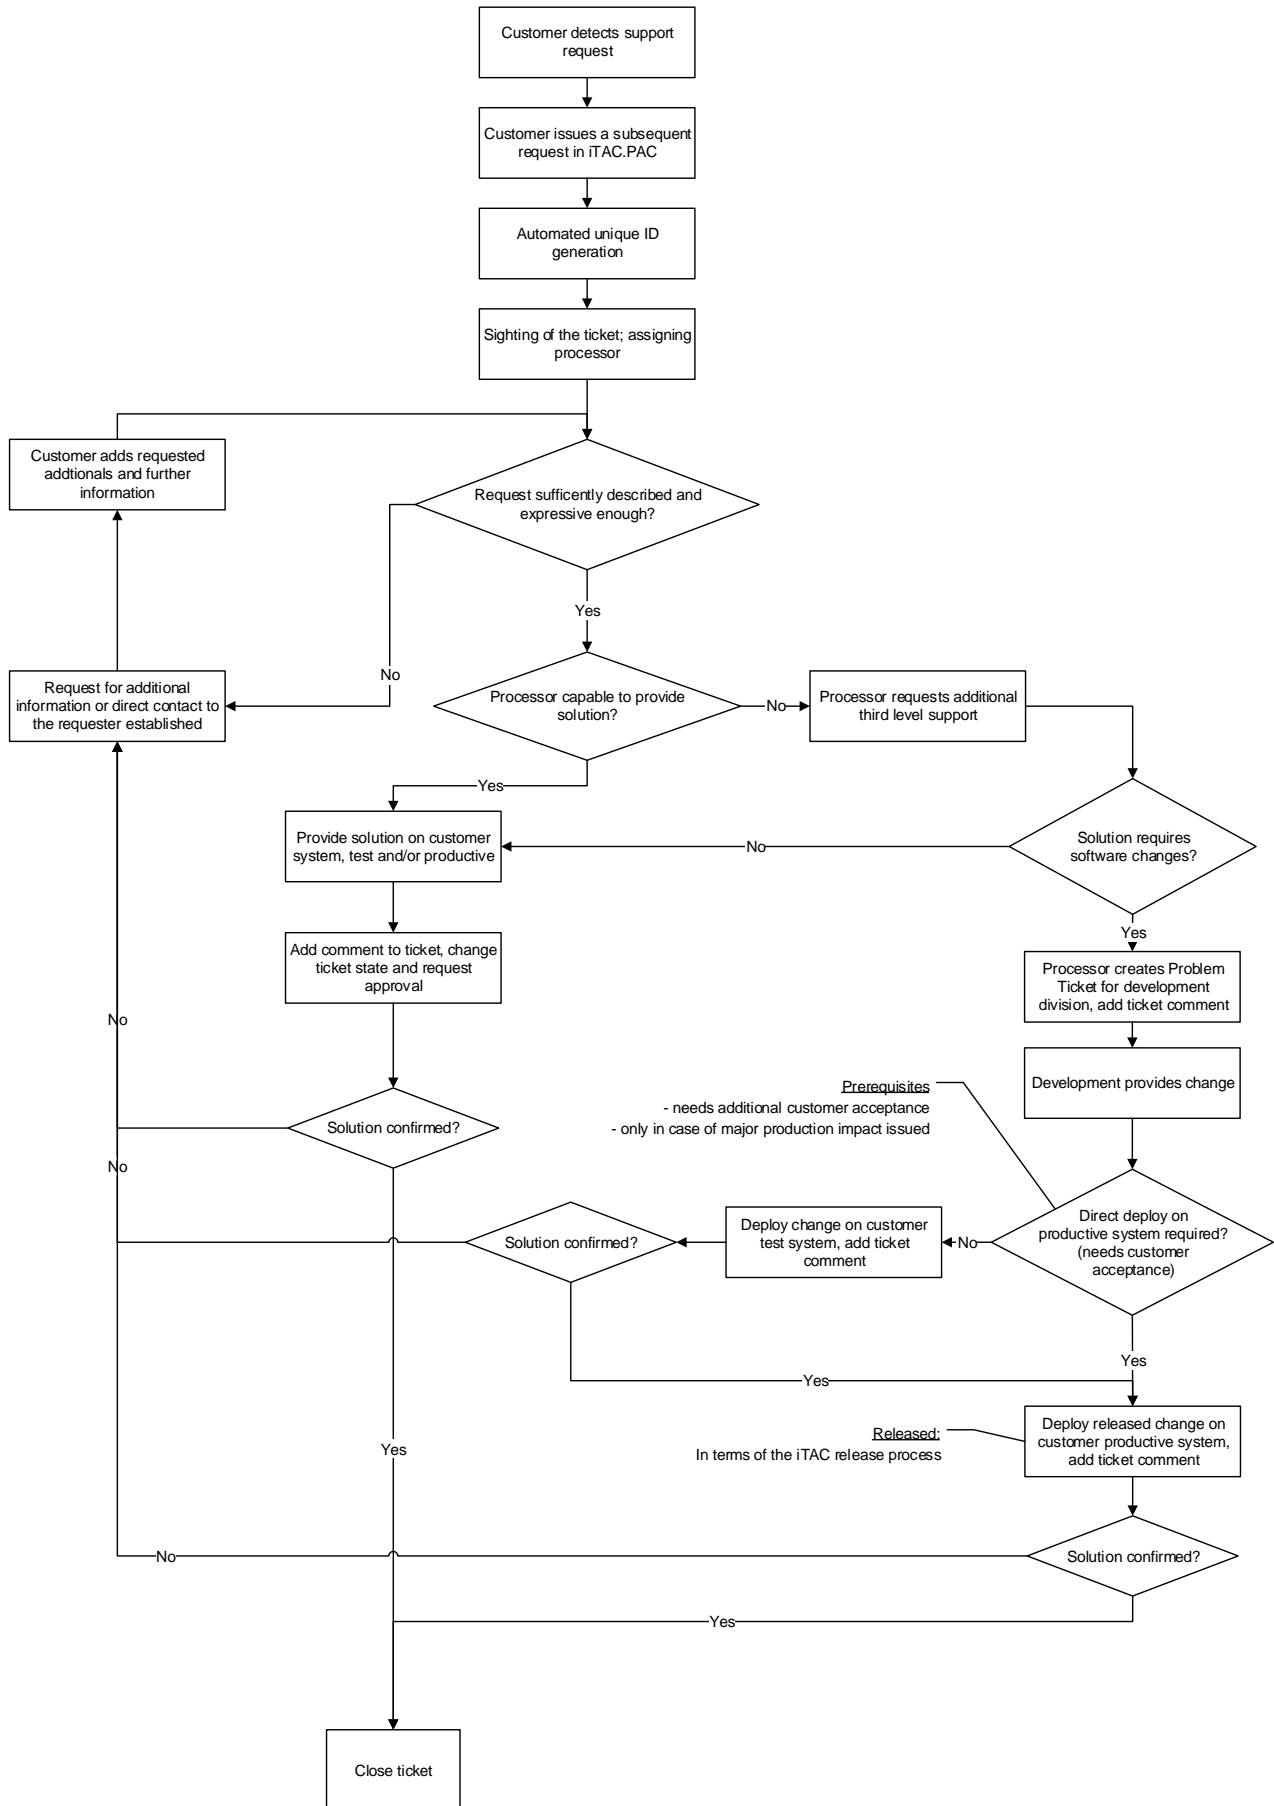 Customer detects support
request
Customer issues a subsequent
request in iTAC.PAC
Automated unique ID
generation
Sighting of the ticket; assigning
processor
Customer adds requested
addtionals and further
information
Request sufficently described and
expressive enough?
Yes
No
Request for additional
information or direct contact to
the requester established
Processor capable to provide
solution?
No
Processor requests additional
third level support
Yes
Provide solution on customer
system, test and/or productive
No
Solution requires
software changes?
Yes
Add comment to ticket, change
ticket state and request
approval
Processor creates Problem
Ticket for development
division, add ticket comment
No
Development provides change
Prerequisites
- needs additional customer acceptance
- only in case of major production impact issued
Solution confirmed?
No
Direct deploy on
productive system required?
(needs customer
acceptance)
No
Deploy change on customer
test system, add ticket
comment
Solution confirmed?
Yes
Yes
Deploy released change on
customer productive system,
add ticket comment
Released:
In terms of the iTAC release process
Yes
Solution confirmed?
No
Yes
Close ticket